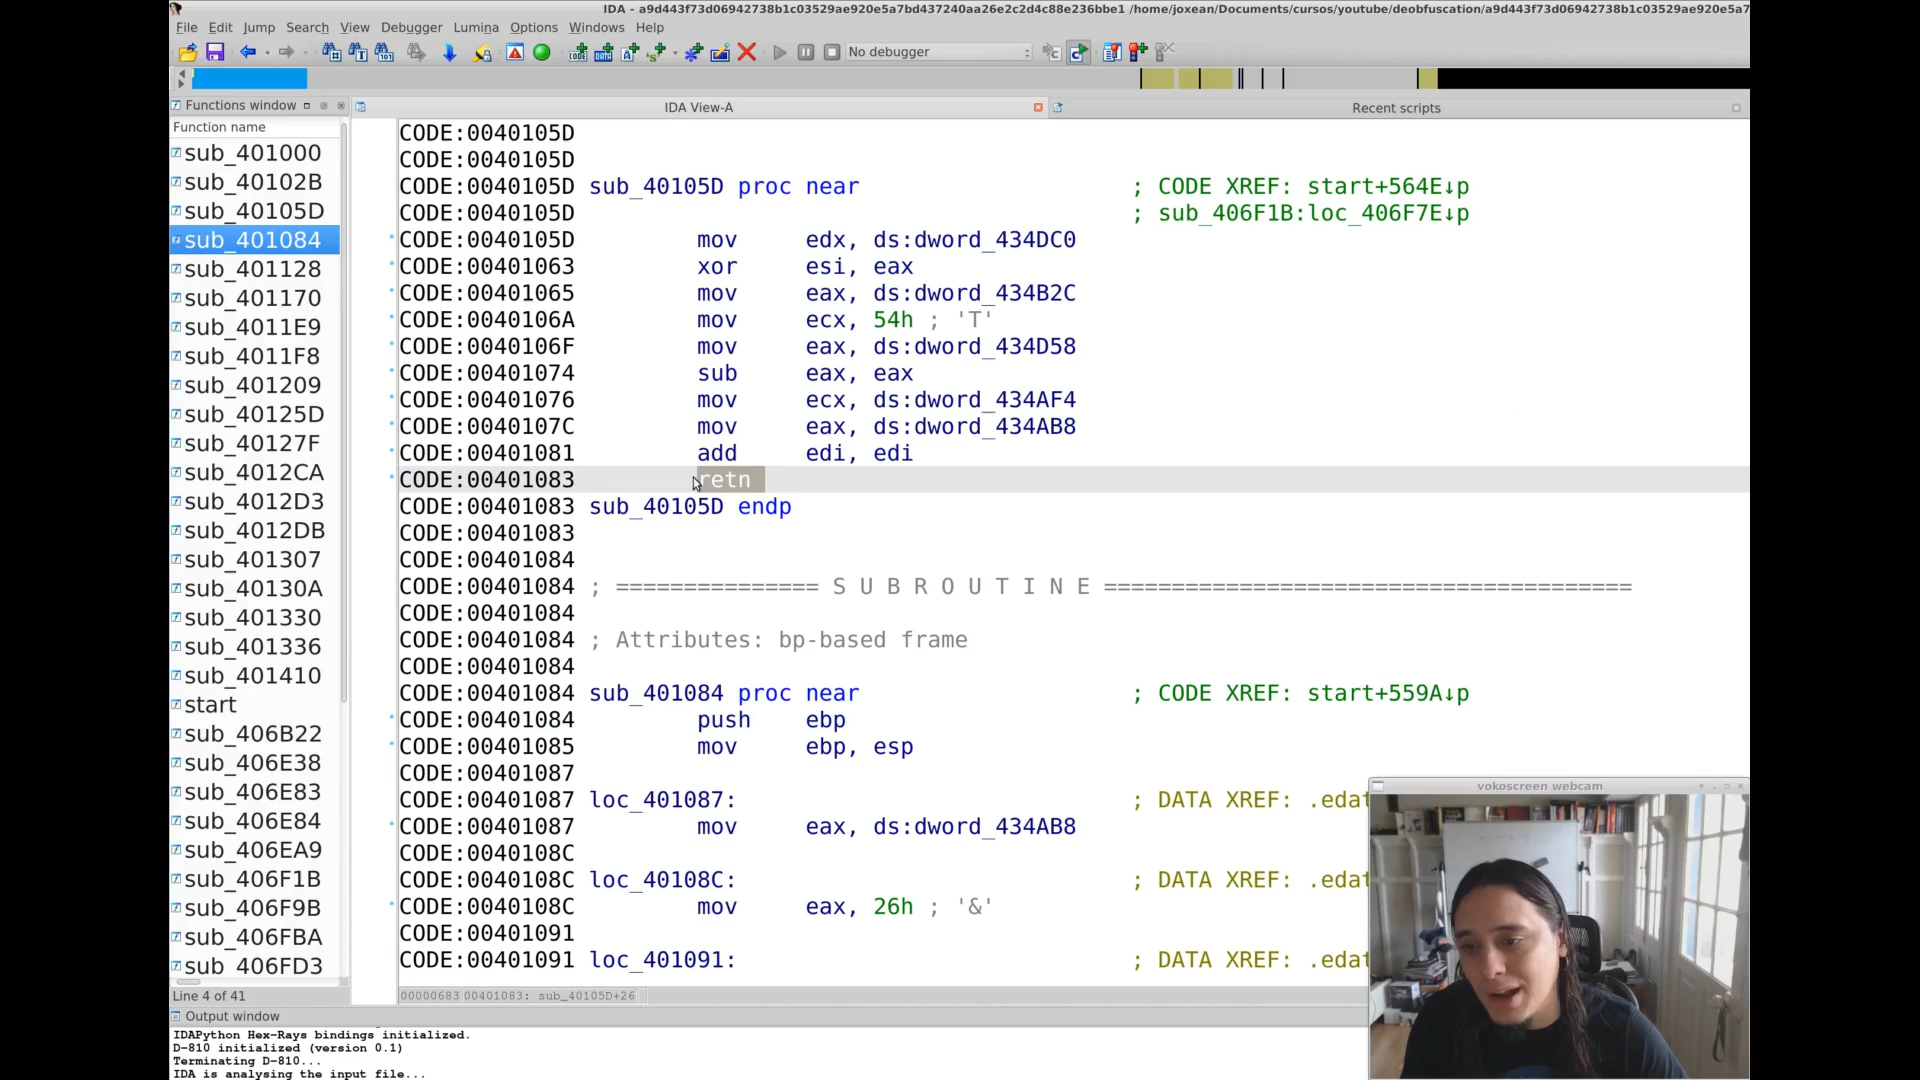 IDA - a9d443f73d06942738b1c03529ae920e5a7bd437240aa26e2c2d4c88e236bbe1 /home/joxean/Documents/cursos/youtube/deobfuscation/a9d443f73d06942738b1c03529ae920e5a7
File Edit Jump Search View Debugger Lumina Options Windows Help
No debugger
Functions window
IDA View-A
Recent scripts
Function name
sub_401000
sub_40102B
sub_40105D
sub_401084
sub_401128
sub_401170
sub_4011E9
sub_4011F8
sub_401209
sub_40125D
sub_40127F
sub_4012CA
sub_4012D3
sub_4012DB
sub_401307
sub_40130A
sub_401330
sub_401336
sub_401410
start
sub_406B22
sub_406E38
sub_406E83
sub_406E84
sub_406EA9
sub_406F1B
sub_406F9B
sub_406FBA
sub_406FD3
Line 4 of 41
CODE:0040105D
CODE:0040105D
CODE:0040105D sub_40105D proc near ; CODE XREF: start+564E↓p
CODE:0040105D ; sub_406F1B:loc_406F7E↓p
CODE:0040105D mov edx, ds:dword_434DC0
CODE:00401063 xor esi, eax
CODE:00401065 mov eax, ds:dword_434B2C
CODE:0040106A mov ecx, 54h ; 'T'
CODE:0040106F mov eax, ds:dword_434D58
CODE:00401074 sub eax, eax
CODE:00401076 mov ecx, ds:dword_434AF4
CODE:0040107C mov eax, ds:dword_434AB8
CODE:00401081 add edi, edi
CODE:00401083 retn
CODE:00401083 sub_40105D endp
CODE:00401083
CODE:00401084
CODE:00401084 ; =============== S U B R O U T I N E =======================================
CODE:00401084
CODE:00401084 ; Attributes: bp-based frame
CODE:00401084
CODE:00401084 sub_401084 proc near ; CODE XREF: start+559A↓p
CODE:00401084 push ebp
CODE:00401085 mov ebp, esp
CODE:00401087
CODE:00401087 loc_401087: ; DATA XREF: .edat
CODE:00401087 mov eax, ds:dword_434AB8
CODE:0040108C
CODE:0040108C loc_40108C: ; DATA XREF: .edat
CODE:0040108C mov eax, 26h ; '&'
CODE:00401091
CODE:00401091 loc_401091: ; DATA XREF: .edat
00000683 00401083: sub_40105D+26
vokoscreen webcam
Output window
IDAPython Hex-Rays bindings initialized.
D-810 initialized (version 0.1)
Terminating D-810...
IDA is analysing the input file...